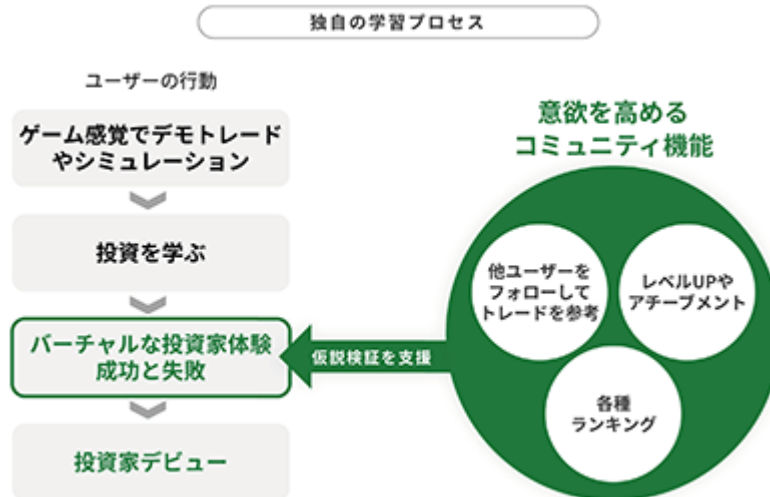 独自の学習プロセス
ユーザーの行動
ゲーム感覚でデモトレード
やシミュレーション
投資を学ぶ
バーチャルな投資家体験
成功と失敗
投資家デビュー
仮説検証を支援
意欲を高める
コミュニティ機能
他ユーザーを
フォローして
トレードを参考
レベルUPや
アチーブメント
各種
ランキング